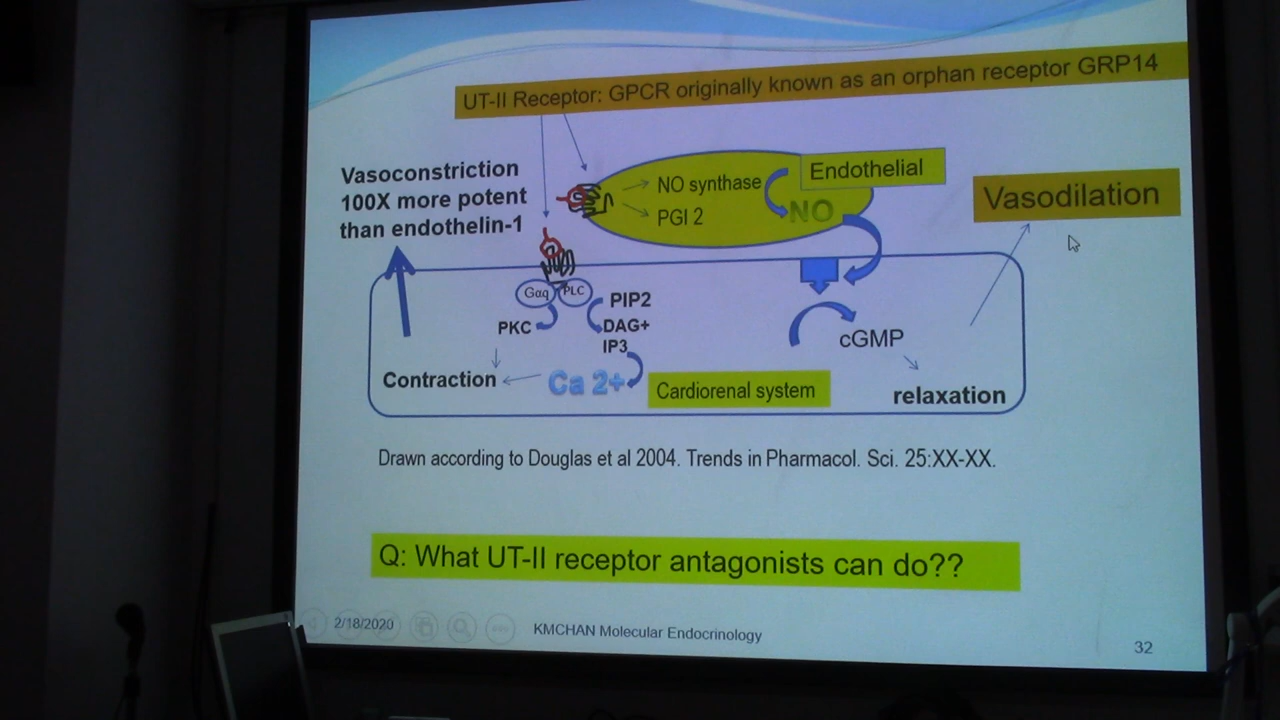 UT-II Receptor: GPCR originally known as an orphan receptor GRP14
Vasoconstriction
100X more potent
than endothelin-1
NO synthase
PGI 2
NO
Endothelial
Vasodilation
Gαq
PLC
PKC
PIP2
DAG+
IP3
Ca 2+
Contraction
Cardiorenal system
cGMP
relaxation
Drawn according to Douglas et al 2004. Trends in Pharmacol. Sci. 25:XX-XX.
Q: What UT-II receptor antagonists can do??
2/18/2020
KMCHAN Molecular Endocrinology
32